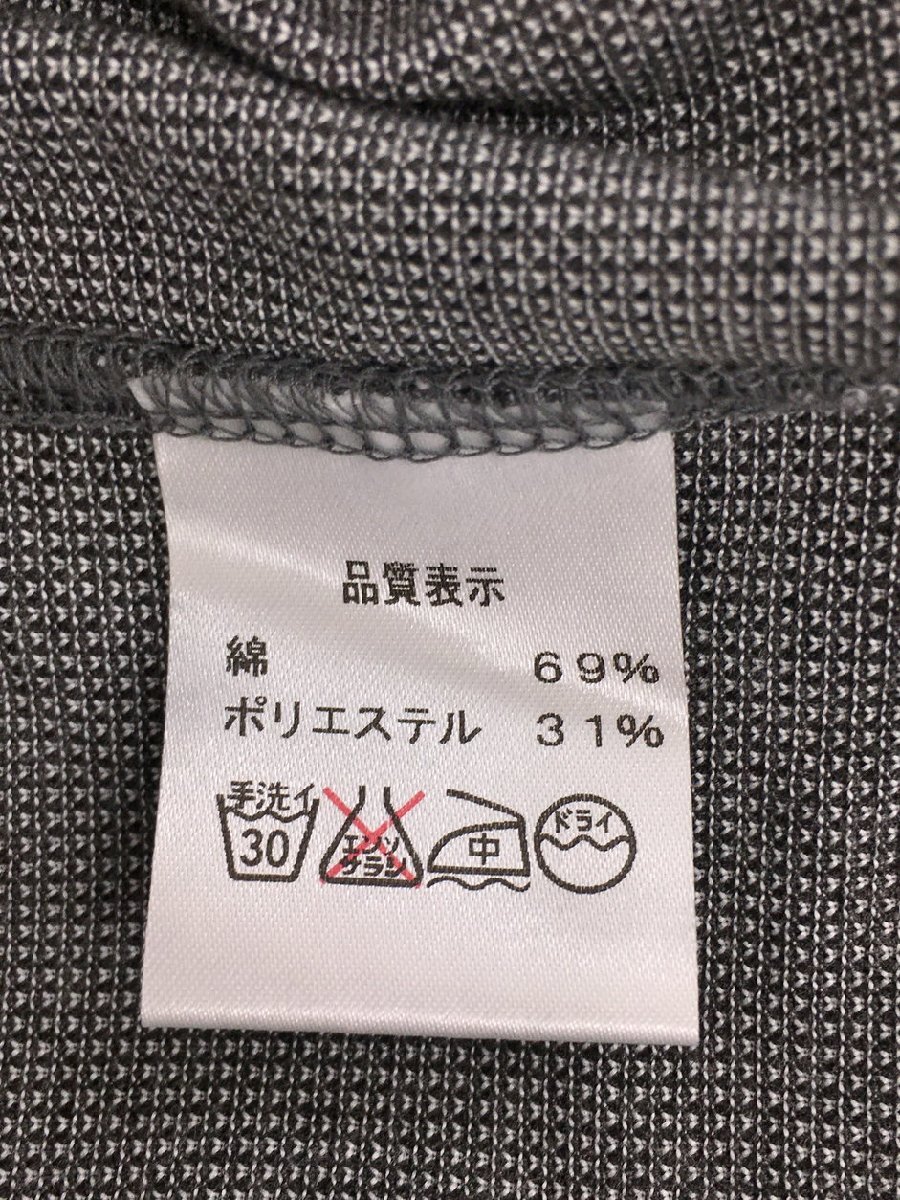 品質表示
綿 69%
ポリエステル 31%
手洗イ
30
エンソ
サラシ
中
ドライ